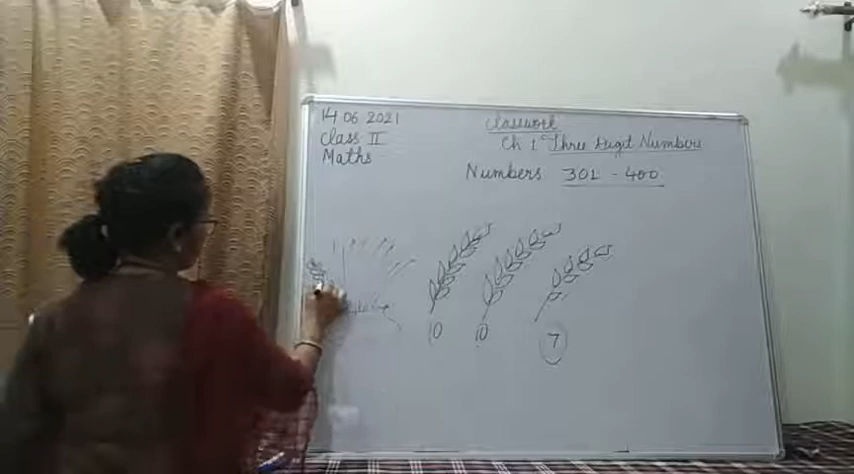 14 06 2021
Class II
Maths
Classwork
Ch 1 Three Digit Numbers
Numbers 301 - 400
10 10 7